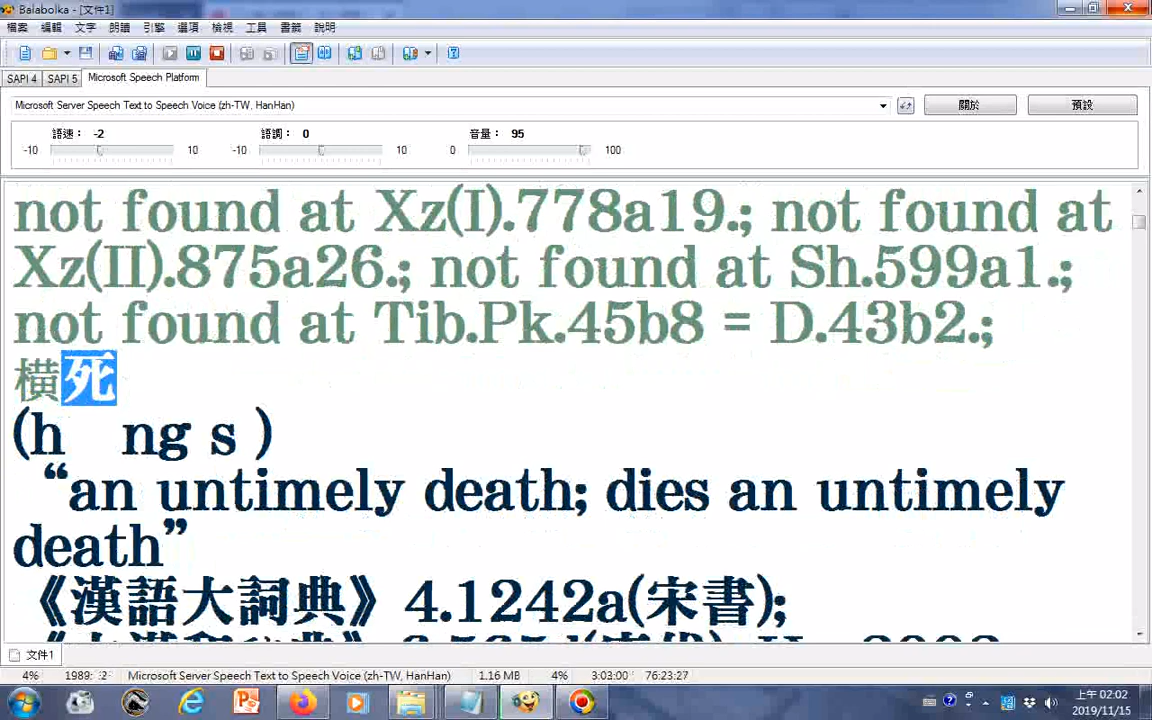 Balabolka - [文件1]
檔案 編輯 文字 朗讀 引擎 選項 檢視 工具 書籤 說明
SAPI 4 SAPI 5 Microsoft Speech Platform
Microsoft Server Speech Text to Speech Voice (zh-TW, HanHan) 關於 預設
語速： -2 語調： 0 音量： 95
-10 10 -10 10 0 100
not found at Xz(I).778a19.; not found at
Xz(II).875a26.; not found at Sh.599a1.;
not found at Tib.Pk.45b8 = D.43b2.;
橫死
(h ng s )
“an untimely death; dies an untimely
death”
《漢語大詞典》 4.1242a(宋書);
文件1
4% 1989: 2 Microsoft Server Speech Text to Speech Voice (zh-TW, HanHan) 1.16 MB 4% 3:03:00 76:23:27
上午 02:02
2019/11/15